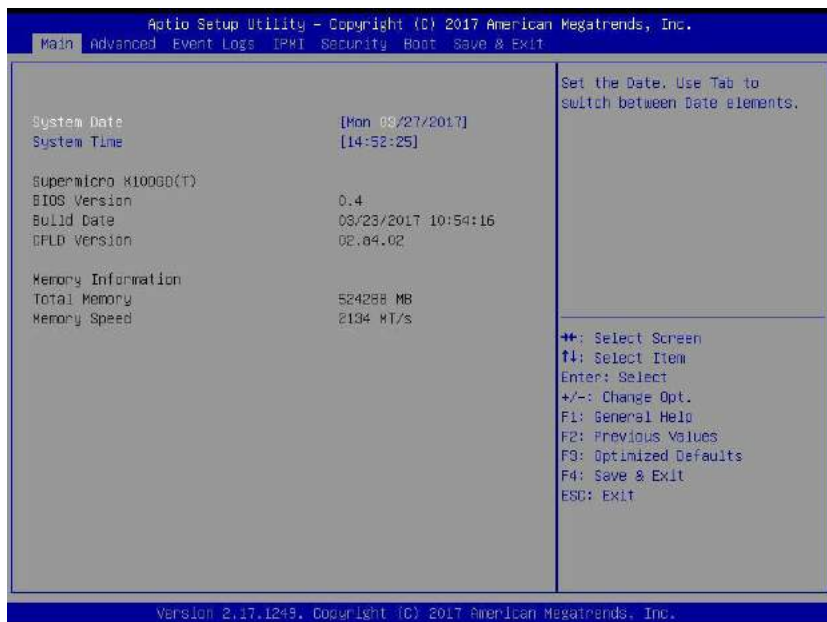 Aptio Setup Utility – Copyright (C) 2017 American Megatrends, Inc.
Main Advanced Event Logs IPMI Security Boot Save & Exit
Set the Date. Use Tab to
switch between Date elements.
System Date [Mon 03/27/2017]
System Time [14:52:25]
Supermicro
BIOS Version 0.4
Build Date 03/23/2017 10:54:16
CPLD Version 02.a4.02
Memory Information
Total Memory 524288 MB
Memory Speed 2134 MT/s
→←: Select Screen
↑↓: Select Item
Enter: Select
+/-: Change Opt.
F1: General Help
F2: Previous Values
F3: Optimized Defaults
F4: Save & Exit
ESC: Exit
Version 2.17.1249. Copyright (C) 2017 American Megatrends, Inc.